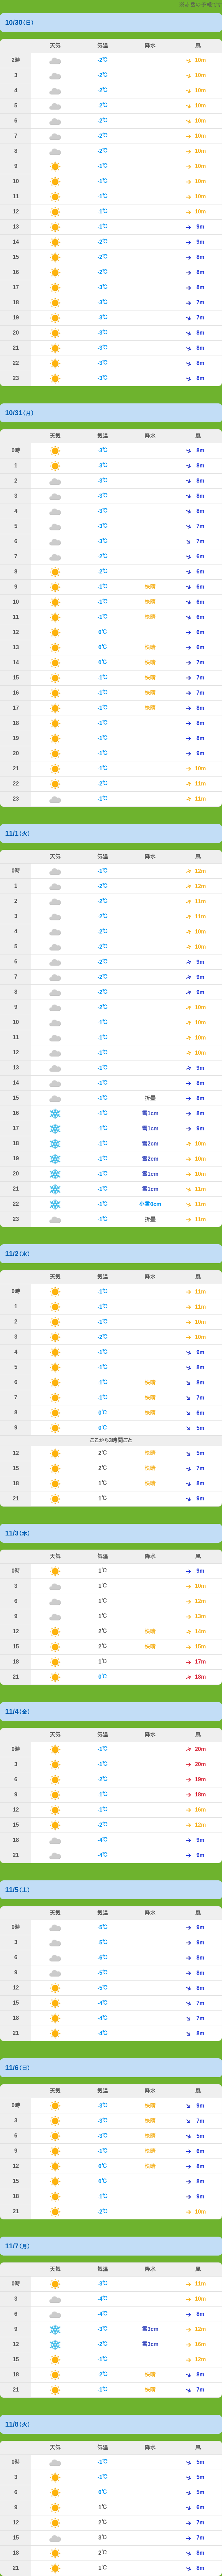 10/30(日)
天気 気温 降水 風
2時 -2℃ 10m
3 -2℃ 10m
4 -2℃ 10m
5 -2℃ 10m
6 -2℃ 10m
7 -2℃ 10m
8 -2℃ 10m
9 -1℃ 10m
10 -1℃ 10m
11 -1℃ 10m
12 -1℃ 10m
13 -1℃ 9m
14 -2℃ 9m
15 -2℃ 8m
16 -2℃ 8m
17 -3℃ 8m
18 -3℃ 7m
19 -3℃ 7m
20 -3℃ 8m
21 -3℃ 8m
22 -3℃ 8m
23 -3℃ 8m
10/31(月)
天気 気温 降水 風
0時 -3℃ 8m
1 -3℃ 8m
2 -3℃ 8m
3 -3℃ 8m
4 -3℃ 8m
5 -3℃ 7m
6 -3℃ 7m
7 -2℃ 6m
8 -2℃ 6m
9 -1℃ 快晴 6m
10 -1℃ 快晴 6m
11 -1℃ 快晴 6m
12 0℃ 6m
13 0℃ 快晴 6m
14 0℃ 快晴 7m
15 -1℃ 快晴 7m
16 -1℃ 快晴 7m
17 -1℃ 快晴 8m
18 -1℃ 8m
19 -1℃ 8m
20 -1℃ 9m
21 -1℃ 10m
22 -2℃ 11m
23 -1℃ 11m
11/1(火)
天気 気温 降水 風
0時 -1℃ 12m
1 -2℃ 12m
2 -2℃ 11m
3 -2℃ 11m
4 -2℃ 10m
5 -2℃ 10m
6 -2℃ 9m
7 -2℃ 9m
8 -2℃ 9m
9 -2℃ 10m
10 -1℃ 10m
11 -1℃ 10m
12 -1℃ 10m
13 -1℃ 9m
14 -1℃ 8m
15 -1℃ 折曇 8m
16 -1℃ 雪1cm 8m
17 -1℃ 雪1cm 9m
18 -1℃ 雪2cm 10m
19 -1℃ 雪2cm 10m
20 -1℃ 雪1cm 10m
21 -1℃ 雪1cm 11m
22 -1℃ 小雪0cm 11m
23 -1℃ 折曇 11m
11/2(水)
天気 気温 降水 風
0時 -1℃ 11m
1 -1℃ 11m
2 -1℃ 10m
3 -2℃ 10m
4 -1℃ 9m
5 -1℃ 8m
6 -1℃ 快晴 8m
7 -1℃ 快晴 7m
8 0℃ 快晴 6m
9 0℃ 5m
ここから3時間ごと
12 2℃ 快晴 5m
15 2℃ 快晴 7m
18 1℃ 快晴 8m
21 1℃ 9m
11/3(木)
天気 気温 降水 風
0時 1℃ 9m
3 1℃ 10m
6 1℃ 12m
9 1℃ 13m
12 2℃ 快晴 14m
15 2℃ 快晴 15m
18 1℃ 17m
21 0℃ 18m
11/4(金)
天気 気温 降水 風
0時 -1℃ 20m
3 -1℃ 20m
6 -2℃ 19m
9 -1℃ 18m
12 -1℃ 16m
15 -2℃ 12m
18 -4℃ 9m
21 -4℃ 9m
11/5(土)
天気 気温 降水 風
0時 -5℃ 9m
3 -5℃ 9m
6 -6℃ 8m
9 -5℃ 8m
12 -5℃ 8m
15 -4℃ 7m
18 -4℃ 7m
21 -4℃ 8m
11/6(日)
天気 気温 降水 風
0時 -3℃ 快晴 9m
3 -3℃ 快晴 7m
6 -3℃ 快晴 5m
9 -1℃ 快晴 6m
12 0℃ 快晴 8m
15 0℃ 8m
18 -1℃ 9m
21 -2℃ 10m
11/7(月)
天気 気温 降水 風
0時 -3℃ 11m
3 -4℃ 10m
6 -4℃ 8m
9 -3℃ 雪3cm 12m
12 -2℃ 雪3cm 16m
15 -1℃ 12m
18 -2℃ 快晴 8m
21 -1℃ 快晴 7m
11/8(火)
天気 気温 降水 風
0時 -1℃ 5m
3 -1℃ 5m
6 0℃ 5m
9 1℃ 6m
12 2℃ 7m
15 3℃ 7m
18 2℃ 8m
21 1℃ 8m